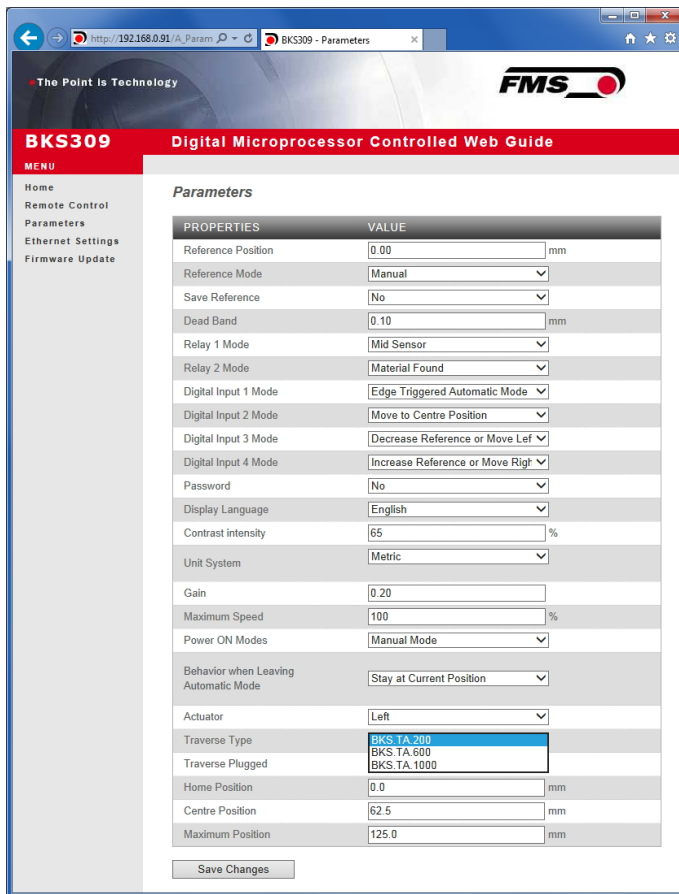 http://192.168.0.91/A_Param
BKS309 - Parameters
The Point is Technology
FMS
BKS309 Digital Microprocessor Controlled Web Guide
MENU
Home
Remote Control
Parameters
Ethernet Settings
Firmware Update
Parameters
PROPERTIES VALUE
Reference Position 0.00 mm
Reference Mode Manual
Save Reference No
Dead Band 0.10 mm
Relay 1 Mode Mid Sensor
Relay 2 Mode Material Found
Digital Input 1 Mode Edge Triggered Automatic Mode
Digital Input 2 Mode Move to Centre Position
Digital Input 3 Mode Decrease Reference or Move Lef
Digital Input 4 Mode Increase Reference or Move Righ
Password No
Display Language English
Contrast intensity 65 %
Unit System Metric
Gain 0.20
Maximum Speed 100 %
Power ON Modes Manual Mode
Behavior when Leaving
Automatic Mode Stay at Current Position
Actuator Left
Traverse Type BKS.TA.200
BKS.TA.600
Traverse Plugged BKS.TA.1000
Home Position 0.0 mm
Centre Position 62.5 mm
Maximum Position 125.0 mm
Save Changes